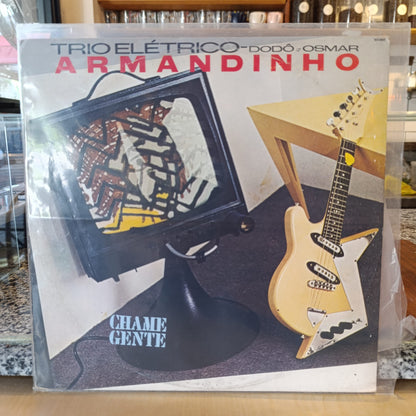 TRIO ELÉTRICO-DODÔ E OSMAR
ARMANDINHO
CHAME
GENTE